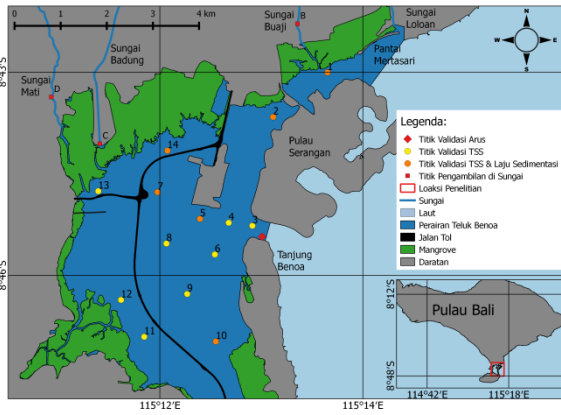 0 1 2 3 4 km
Sungai
Buaji
B
Sungai
Loloan
N
W E
S
Sungai
Badung
Pantai
Mertasari
8°43'S
Sungai
Mati
D
1
2
C
14
Pulau
Serangan
13
7
5
4
3
8
6
Tanjung
Benoa
8°46'S
12
9
11
10
115°12'E
115°14'E
Legenda:
Titik Validasi Arus
Titik Validasi TSS
Titik Validasi TSS & Laju Sedimentasi
Titik Pengambilan di Sungai
Loaksi Penelitian
Sungai
Laut
Perairan Teluk Benoa
Jalan Tol
Mangrove
Daratan
Pulau Bali
8°12'S
8°48'S
114°42'E
115°18'E